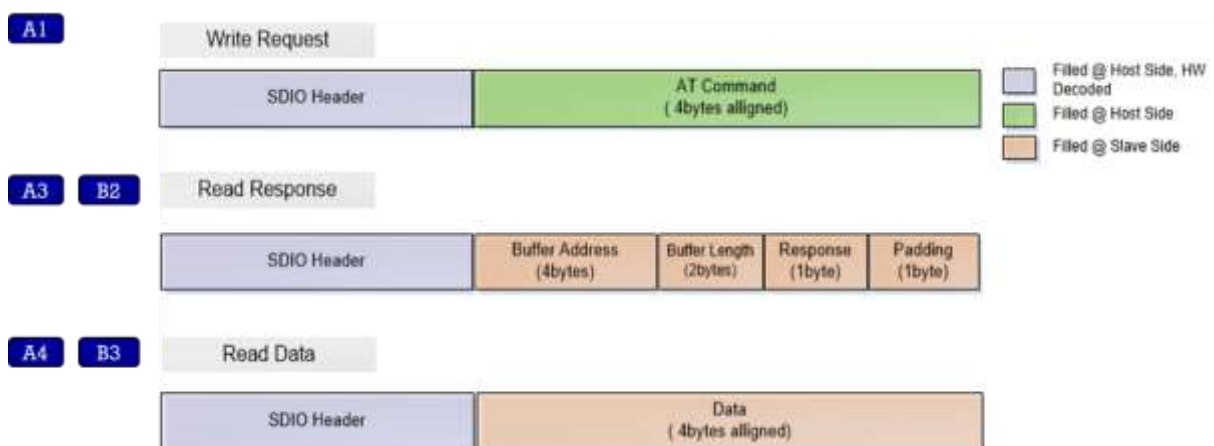 A1
Write Request
SDIO Header
AT Command
( 4bytes alligned)
Filled @ Host Side, HW
Decoded
Filled @ Host Side
Filled @ Slave Side
A3 B2
Read Response
SDIO Header
Buffer Address
(4bytes)
Buffer Length
(2bytes)
Response
(1byte)
Padding
(1byte)
A4 B3
Read Data
SDIO Header
Data
( 4bytes alligned)